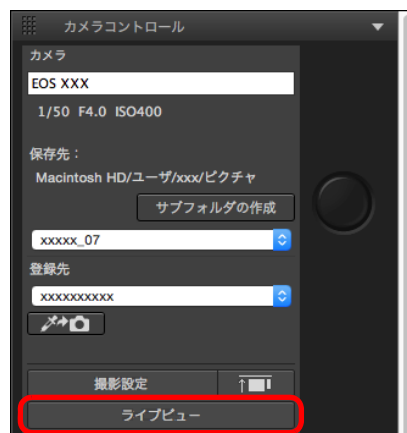 カメラコントロール
カメラ
EOS XXX
1/50 F4.0 ISO400
保存先：
Macintosh HD/ユーザ/xxx/ピクチャ
サブフォルダの作成
xxxxx_07
登録先
xxxxxxxxxx
撮影設定
ライブビュー